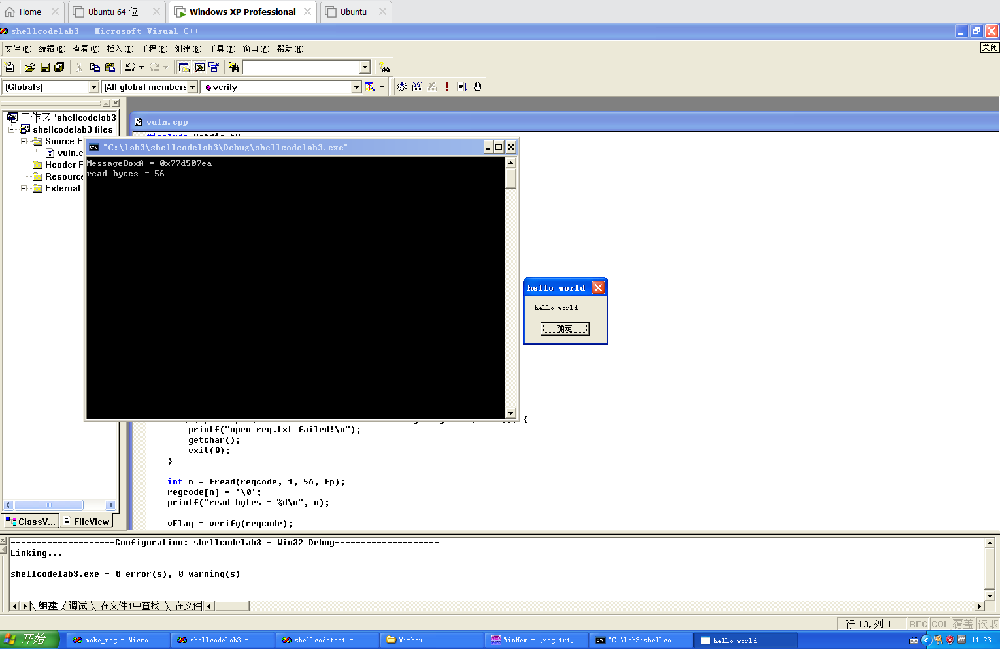 Home
Ubuntu 64 位
Windows XP Professional
Ubuntu
shellcodelab3 - Microsoft Visual C++
文件(F) 编辑(E) 查看(V) 插入(I) 工程(P) 组建(B) 工具(T) 窗口(W) 帮助(H)
关闭
(Globals)
(All global members
verify
工作区 'shellcodelab3
shellcodelab3 files
Source F
vuln.c
Header F
Resource
External
ClassV...
FileView
vuln.cpp
#include "stdio.h"
"C:\lab3\shellcodelab3\Debug\shellcodelab3.exe"
MessageBoxA = 0x77d507ea
read bytes = 56
hello world
hello world
确定
{
printf("open reg.txt failed!\n");
getchar();
exit(0);
}
int n = fread(regcode, 1, 56, fp);
regcode[n] = '\0';
printf("read bytes = %d\n", n);
vFlag = verify(regcode);
--------------------Configuration: shellcodelab3 - Win32 Debug--------------------
Linking...
shellcodelab3.exe - 0 error(s), 0 warning(s)
组建
调试
在文件1中查找
在文件
行 13, 列 1
REC COL 覆盖 读取
开始
make_reg - Micro...
shellcodelab3 - ...
shellcodetest - ...
Winhex
WinHex - [reg.txt]
"C:\lab3\shellco...
hello world
11:23